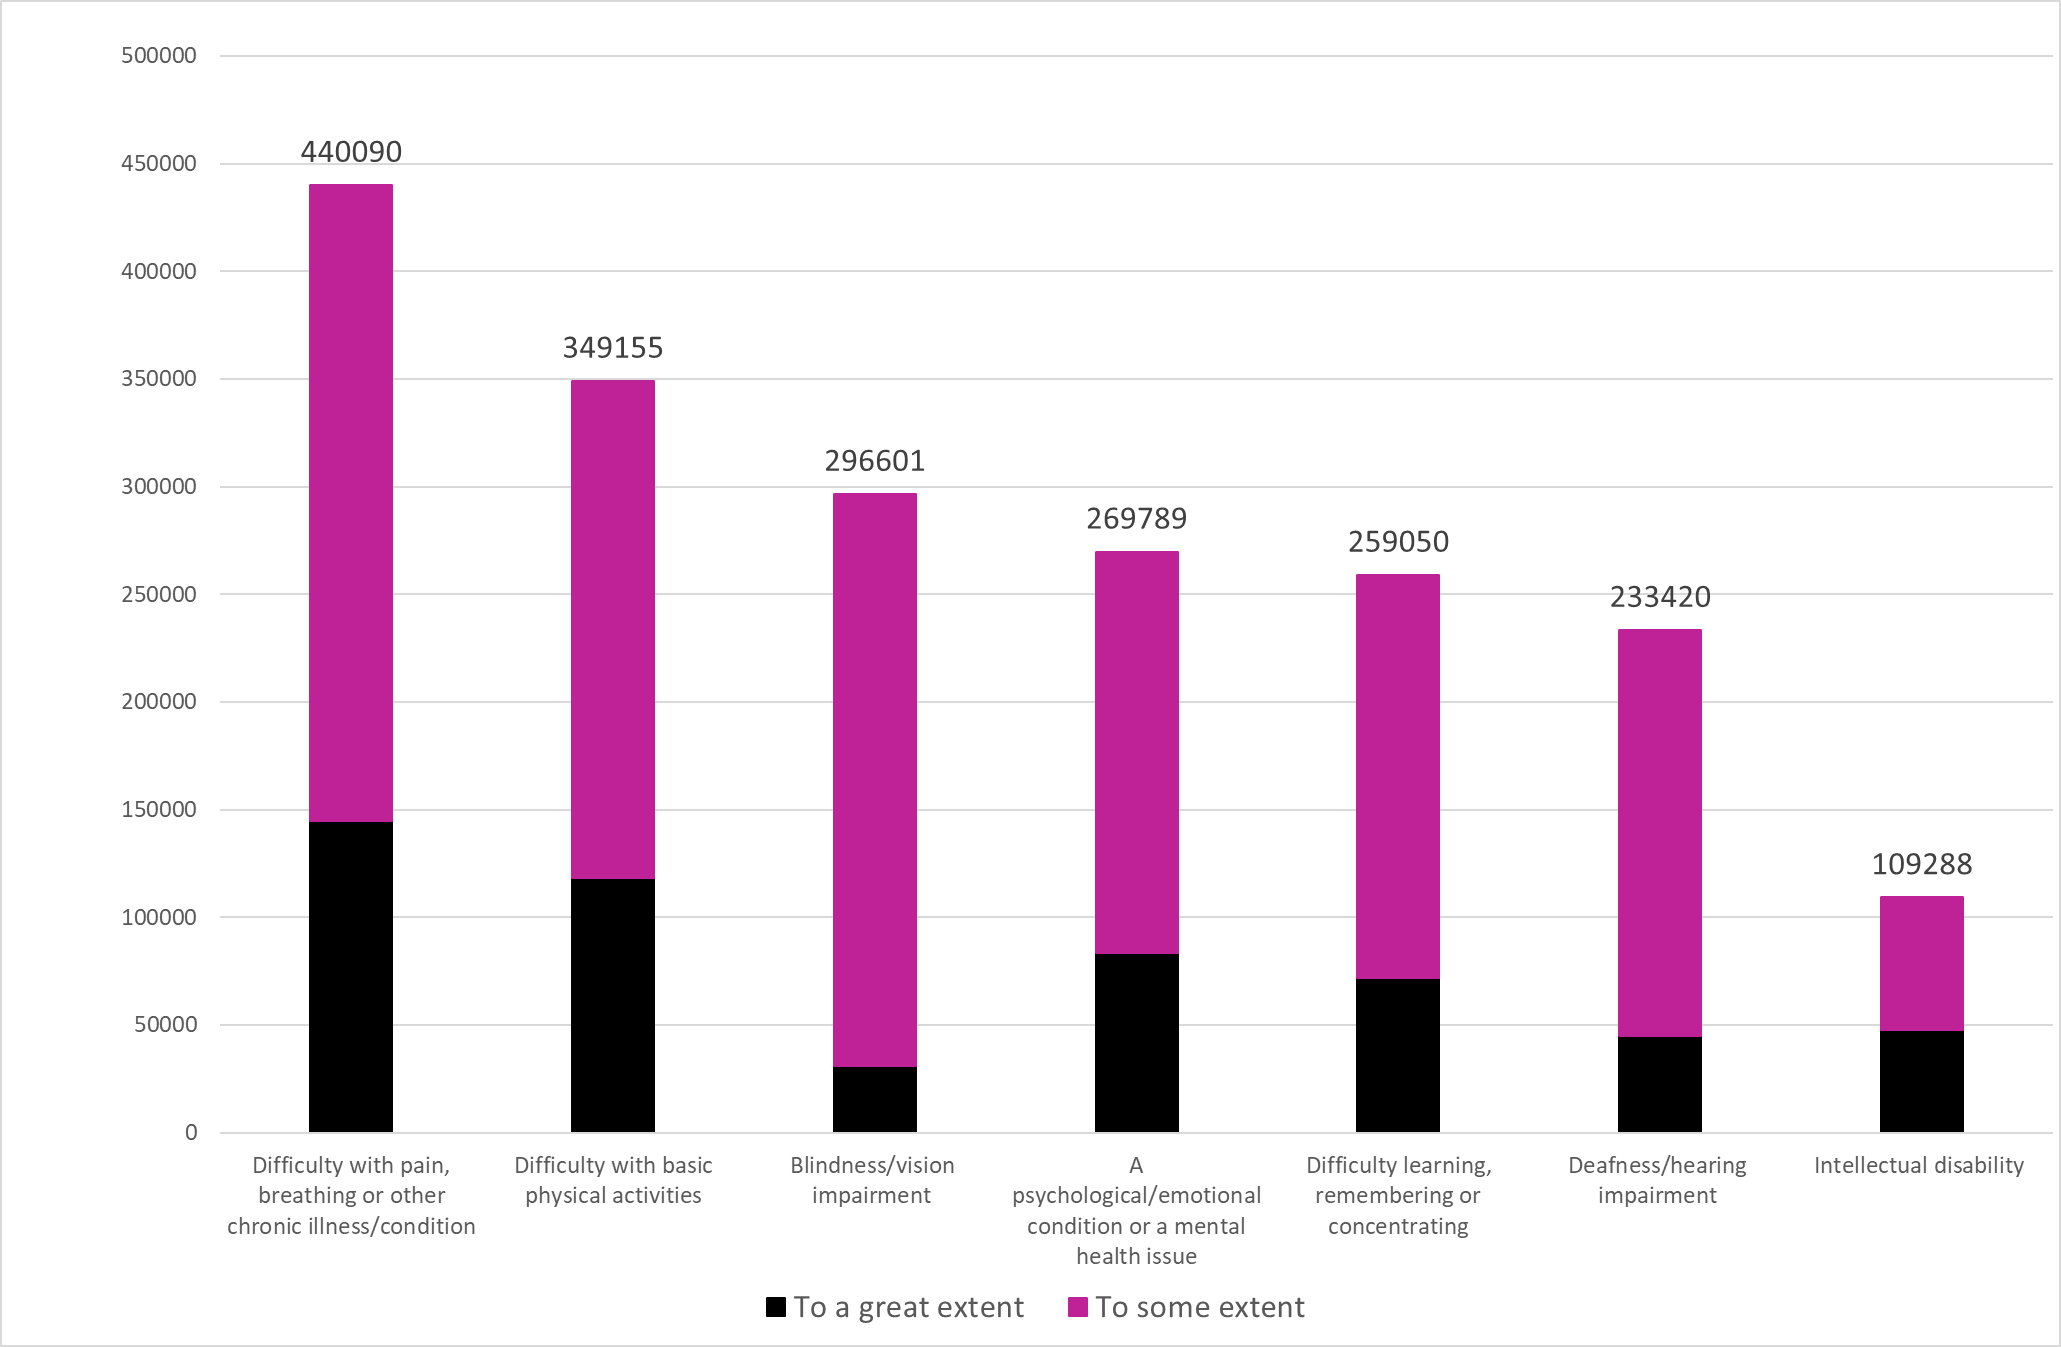 500000
450000
400000
350000
300000
250000
200000
150000
100000
50000
0
440090
349155
296601
269789
259050
233420
109288
Difficulty with pain,
breathing or other
chronic illness/condition
Difficulty with basic
physical activities
Blindness/vision
impairment
A
psychological/emotional
condition or a mental
health issue
Difficulty learning,
remembering or
concentrating
Deafness/hearing
impairment
Intellectual disability
To a great extent
To some extent